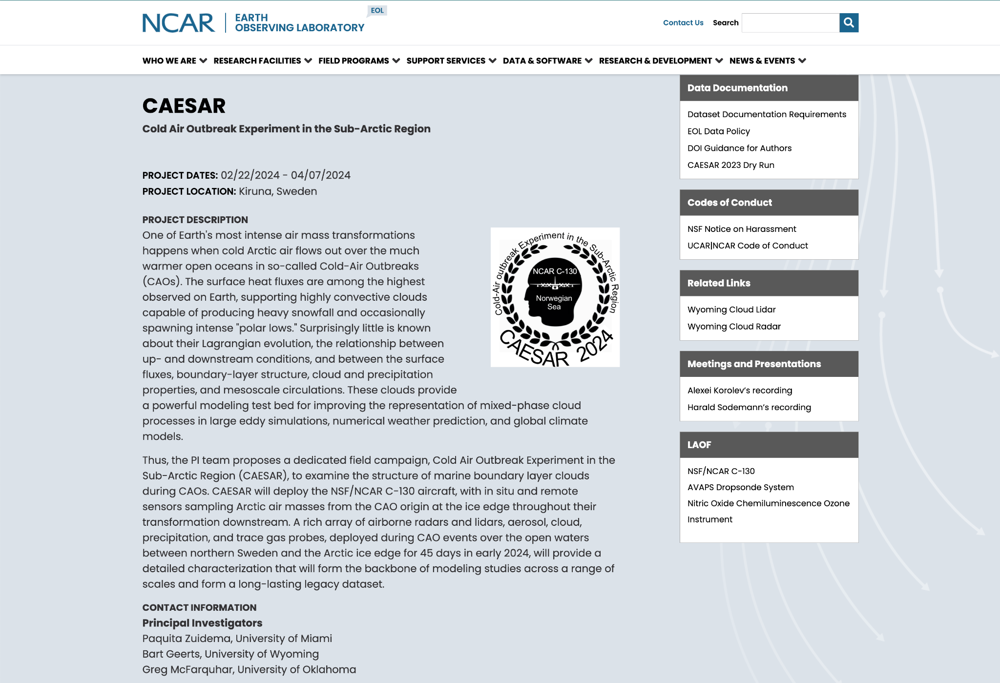 NCAR
EARTH
OBSERVING LABORATORY
EOL
Contact Us
Search
WHO WE ARE
RESEARCH FACILITIES
FIELD PROGRAMS
SUPPORT SERVICES
DATA & SOFTWARE
RESEARCH & DEVELOPMENT
NEWS & EVENTS
CAESAR
Cold Air Outbreak Experiment in the Sub-Arctic Region
PROJECT DATES: 02/22/2024 - 04/07/2024
PROJECT LOCATION: Kiruna, Sweden
PROJECT DESCRIPTION
One of Earth's most intense air mass transformations
happens when cold Arctic air flows out over the much
warmer open oceans in so-called Cold-Air Outbreaks
(CAOs). The surface heat fluxes are among the highest
observed on Earth, supporting highly convective clouds
capable of producing heavy snowfall and occasionally
spawning intense "polar lows." Surprisingly little is known
about their Lagrangian evolution, the relationship between
up- and downstream conditions, and between the surface
fluxes, boundary-layer structure, cloud and precipitation
properties, and mesoscale circulations. These clouds provide
a powerful modeling test bed for improving the representation of mixed-phase cloud
processes in large eddy simulations, numerical weather prediction, and global climate
models.
Cold-Air outbreak Experiment in the Sub-Arctic Region
NCAR C-130
Norwegian
Sea
CAESAR 2024
Thus, the PI team proposes a dedicated field campaign, Cold Air Outbreak Experiment in the
Sub-Arctic Region (CAESAR), to examine the structure of marine boundary layer clouds
during CAOs. CAESAR will deploy the NSF/NCAR C-130 aircraft, with in situ and remote
sensors sampling Arctic air masses from the CAO origin at the ice edge throughout their
transformation downstream. A rich array of airborne radars and lidars, aerosol, cloud,
precipitation, and trace gas probes, deployed during CAO events over the open waters
between northern Sweden and the Arctic ice edge for 45 days in early 2024, will provide a
detailed characterization that will form the backbone of modeling studies across a range of
scales and form a long-lasting legacy dataset.
CONTACT INFORMATION
Principal Investigators
Paquita Zuidema, University of Miami
Bart Geerts, University of Wyoming
Greg McFarquhar, University of Oklahoma
Data Documentation
Dataset Documentation Requirements
EOL Data Policy
DOI Guidance for Authors
CAESAR 2023 Dry Run
Codes of Conduct
NSF Notice on Harassment
UCAR|NCAR Code of Conduct
Related Links
Wyoming Cloud Lidar
Wyoming Cloud Radar
Meetings and Presentations
Alexei Korolev’s recording
Harald Sodemann’s recording
LAOF
NSF/NCAR C-130
AVAPS Dropsonde System
Nitric Oxide Chemiluminescence Ozone
Instrument